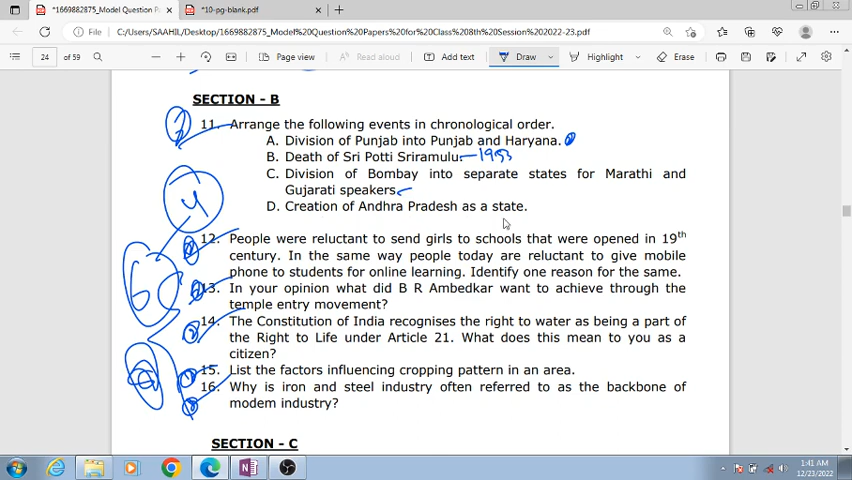 *1669882875_Model Question P
*10-pg-blank.pdf
File
C:/Users/SAAHIL/Desktop/1669882875_Model%20Question%20Papers%20for%20Class%208th%20Session%202022-23.pdf
24 of 59
Page view
Read aloud
Add text
Draw
Highlight
Erase
SECTION - B
11. Arrange the following events in chronological order.
A. Division of Punjab into Punjab and Haryana.
B. Death of Sri Potti Sriramulu. 1953
C. Division of Bombay into separate states for Marathi and
Gujarati speakers.
D. Creation of Andhra Pradesh as a state.
4
12. People were reluctant to send girls to schools that were opened in 19th
century. In the same way people today are reluctant to give mobile
phone to students for online learning. Identify one reason for the same.
13. In your opinion what did B R Ambedkar want to achieve through the
temple entry movement?
14. The Constitution of India recognises the right to water as being a part of
the Right to Life under Article 21. What does this mean to you as a
citizen?
15. List the factors influencing cropping pattern in an area.
16. Why is iron and steel industry often referred to as the backbone of
modem industry?
SECTION - C
1:41 AM
12/23/2022